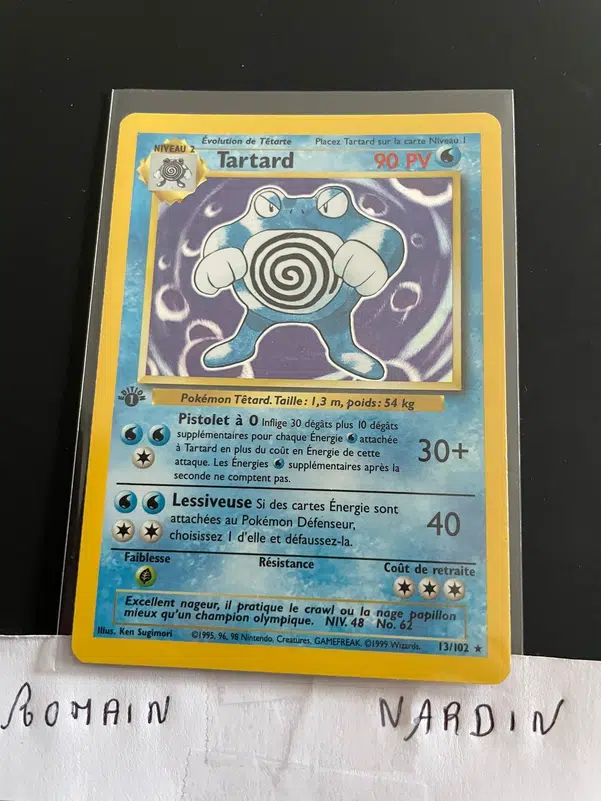 Évolution de Têtarte Placez Tartard sur la carte Niveau 1
NIVEAU 2
Tartard 90 PV
EDITION 1
Pokémon Têtard. Taille : 1,3 m, poids : 54 kg
Pistolet à O Inflige 30 dégâts plus 10 dégâts
supplémentaires pour chaque Énergie attachée
à Tartard en plus du coût en Énergie de cette
attaque. Les Énergies supplémentaires après la
seconde ne comptent pas.
30+
Lessiveuse Si des cartes Énergie sont
attachées au Pokémon Défenseur,
choisissez 1 d'elle et défaussez-la.
40
Faiblesse Résistance Coût de retraite
Excellent nageur, il pratique le crawl ou la nage papillon
mieux qu'un champion olympique. NIV. 48 No. 62
Illus. Ken Sugimori ©1995, 96, 98 Nintendo, Creatures, GAMEFREAK. ©1999 Wizards. 13/102 ★
ROMAIN NARDIN